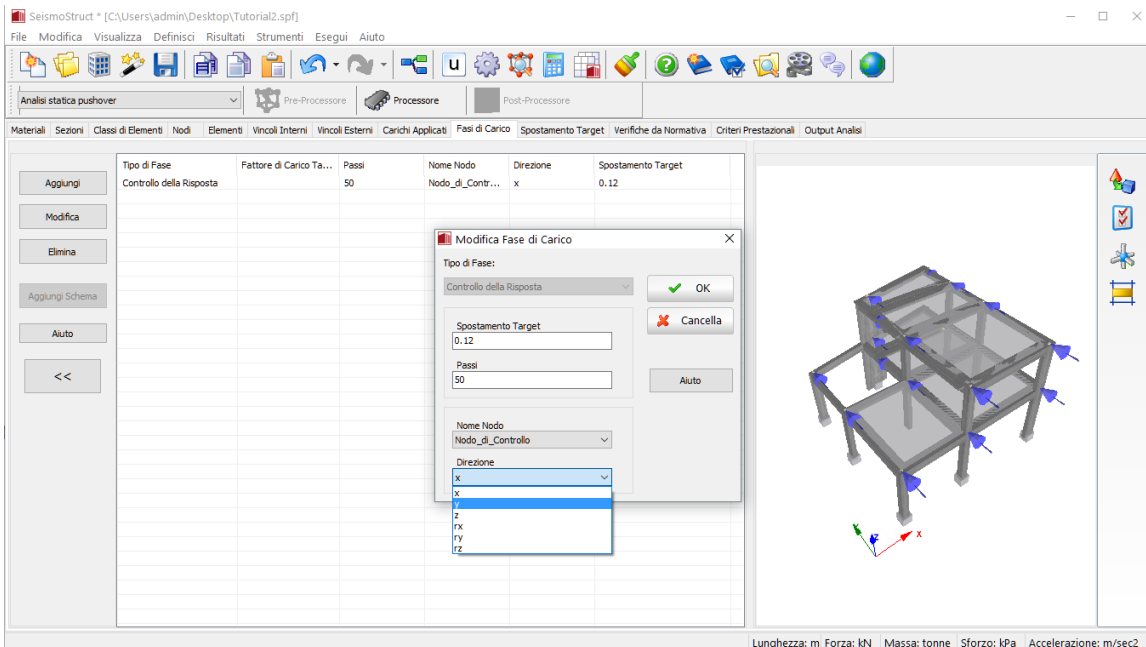 SeismoStruct * [C:\Users\admin\Desktop\Tutorial2.spf]
File Modifica Visualizza Definisci Risultati Strumenti Esegui Aiuto
u
Analisi statica pushover Pre-Processore Processore Post-Processore
Materiali Sezioni Classi di Elementi Nodi Elementi Vincoli Interni Vincoli Esterni Carichi Applicati Fasi di Carico Spostamento Target Verifiche da Normativa Criteri Prestazionali Output Analisi
Tipo di Fase Fattore di Carico Ta... Passi Nome Nodo Direzione Spostamento Target
Controllo della Risposta 50 Nodo_di_Contr... x 0.12
Aggiungi
Modifica
Elimina
Aggiungi Schema
Aiuto
<<
Modifica Fase di Carico
Tipo di Fase:
Controllo della Risposta
OK
Cancella
Spostamento Target
0.12
Passi
50
Aiuto
Nome Nodo
Nodo_di_Controllo
Direzione
x
x
y
z
rx
ry
rz
Y Z X
Lunghezza: m Forza: kN Massa: tonne Sforzo: kPa Accelerazione: m/sec2